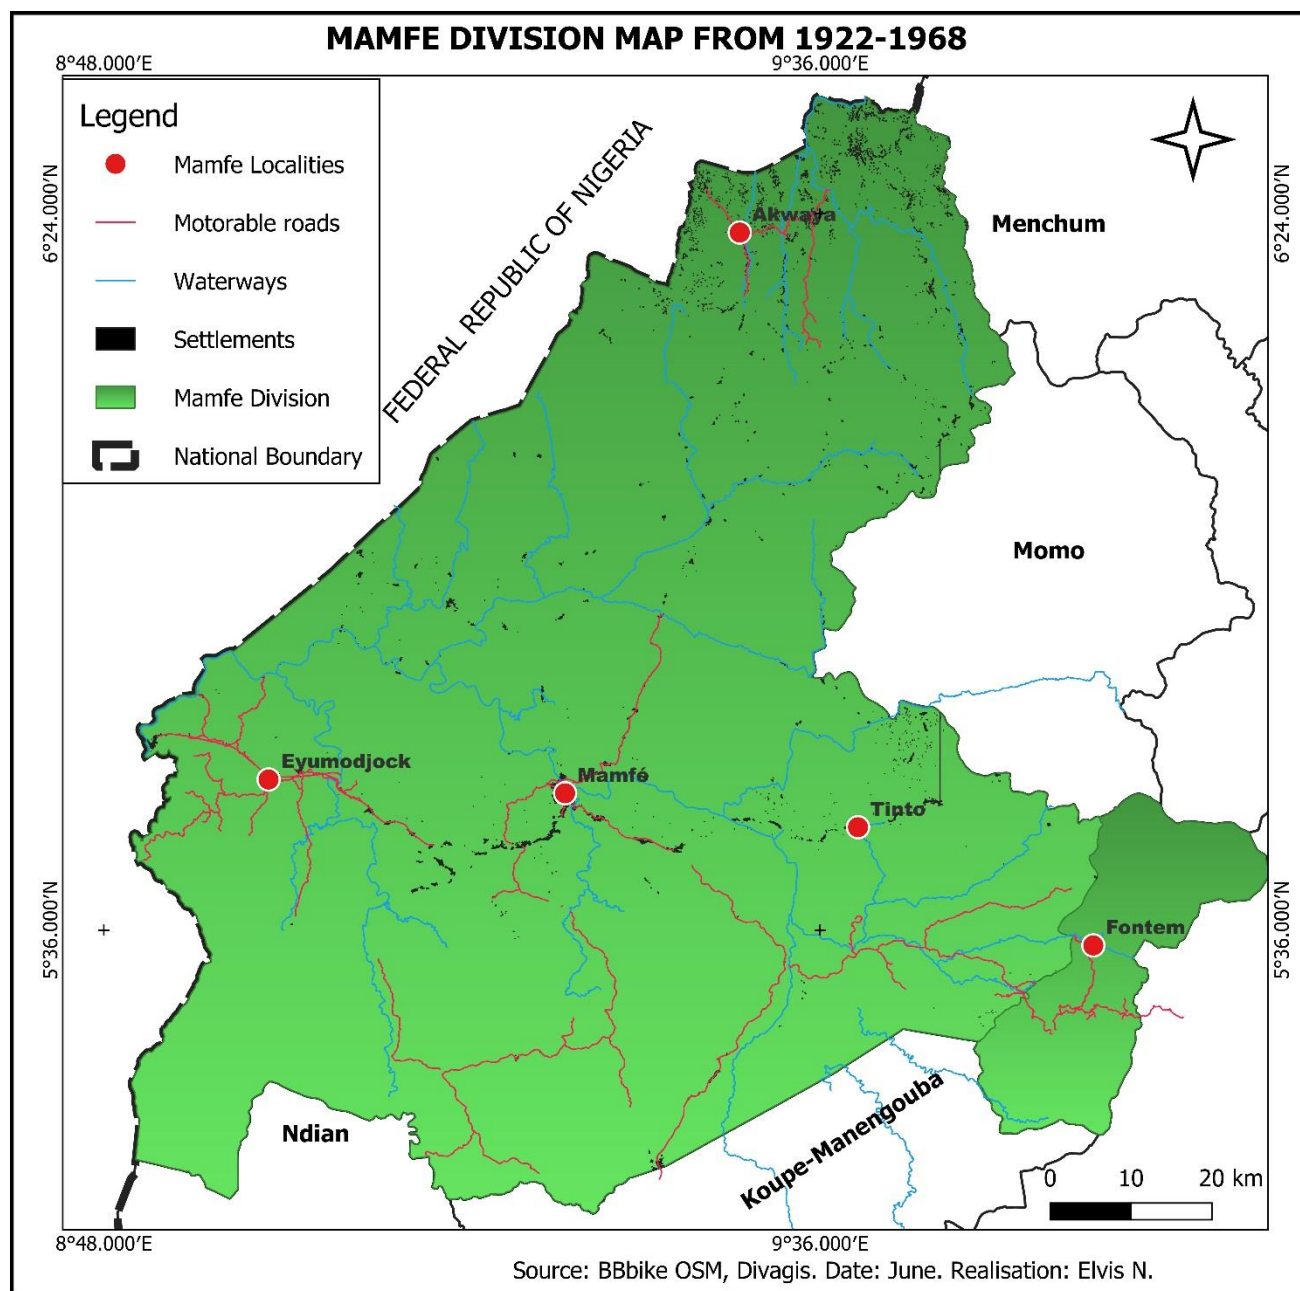 MAMFE DIVISION MAP FROM 1922-1968
8°48.000′E
9°36.000′E
Legend
Mamfe Localities
Motorable roads
Waterways
Settlements
Mamfe Division
National Boundary
FEDERAL REPUBLIC OF NIGERIA
6°24.000′N
6°24.000′N
Akwaya
Menchum
Momo
Eyumodjock
Mamfé
Tinto
Fontem
5°36.000′N
5°36.000′N
Ndian
Koupe-Manengouba
0 10 20 km
8°48.000′E
9°36.000′E
Source: BBbike OSM, Divagis. Date: June. Realisation: Elvis N.